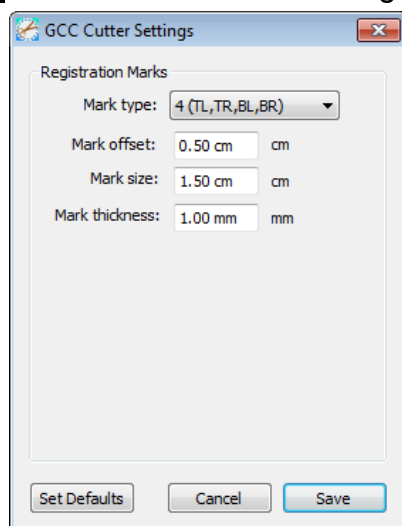 GCC Cutter Settings
Registration Marks
Mark type: 4 (TL,TR,BL,BR)
Mark offset: 0.50 cm cm
Mark size: 1.50 cm cm
Mark thickness: 1.00 mm mm
Set Defaults Cancel Save